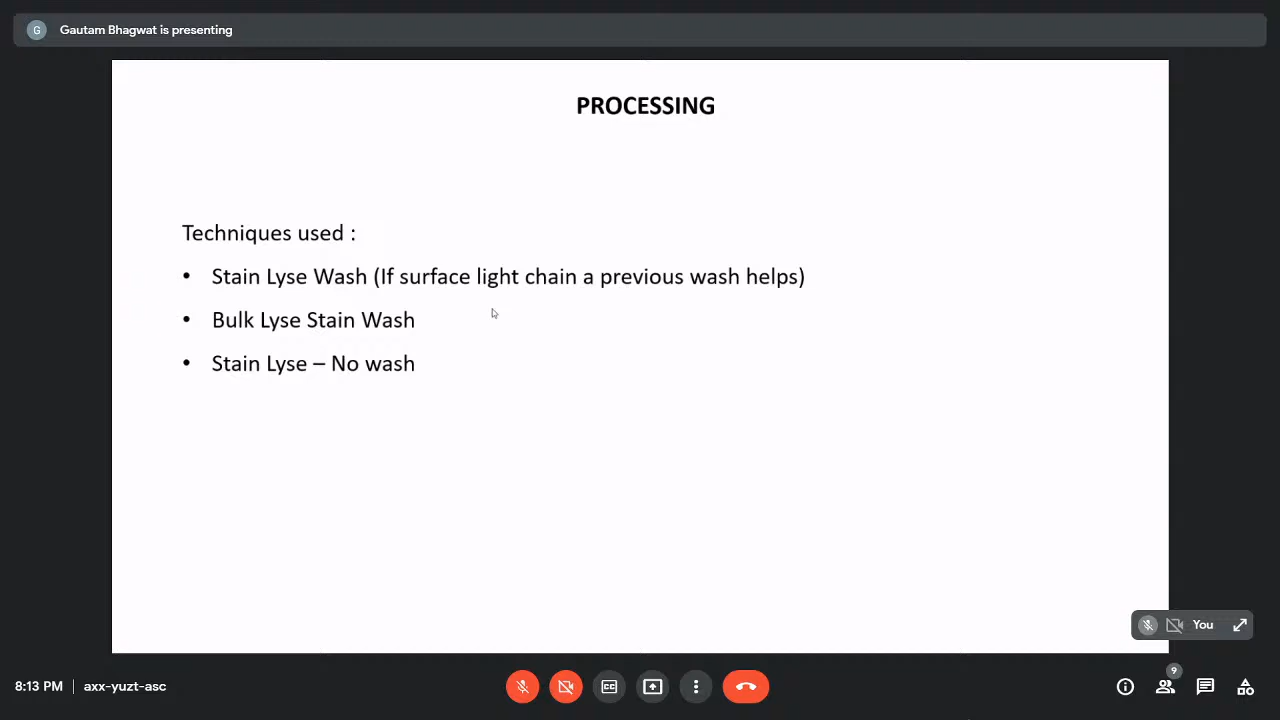 G Gautam Bhagwat is presenting
PROCESSING
Techniques used :
• Stain Lyse Wash (If surface light chain a previous wash helps)
• Bulk Lyse Stain Wash
• Stain Lyse – No wash
You
8:13 PM | axx-yuzt-asc
CC
9